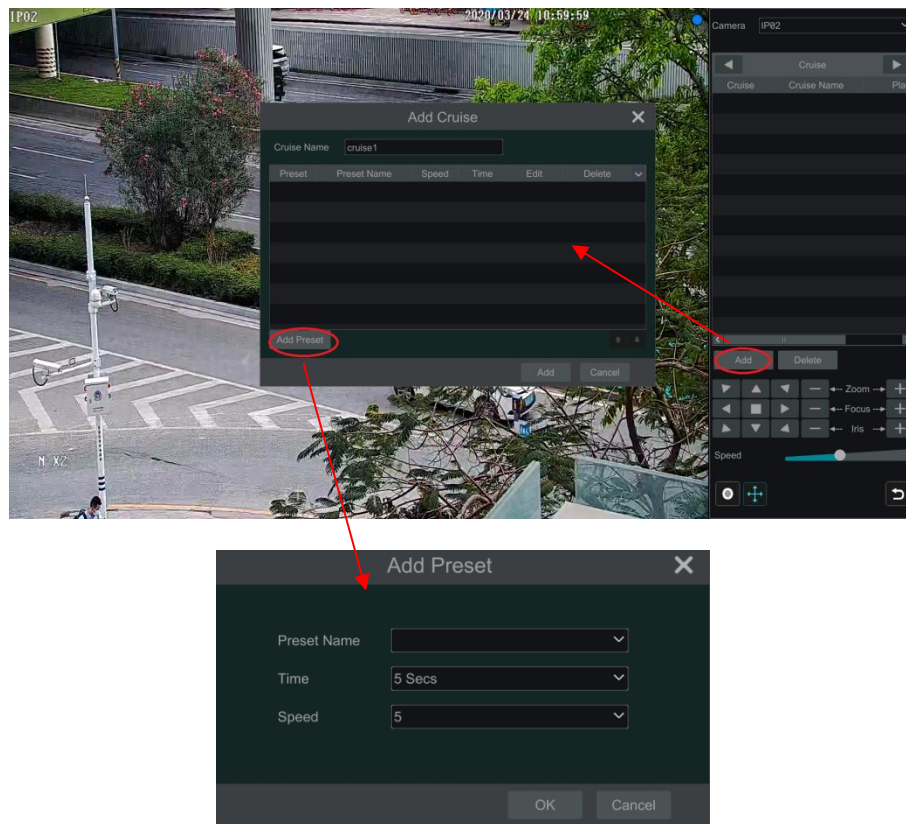 IP02
2020/03/24 10:59:59
Camera IP02
Cruise
Cruise Cruise Name Pla
Add Cruise
Cruise Name cruise1
Preset Preset Name Speed Time Edit Delete
Add Preset
Add Cancel
Add Delete
Zoom
Focus
Iris
Speed
N X2
Add Preset
Preset Name
Time 5 Secs
Speed 5
OK Cancel